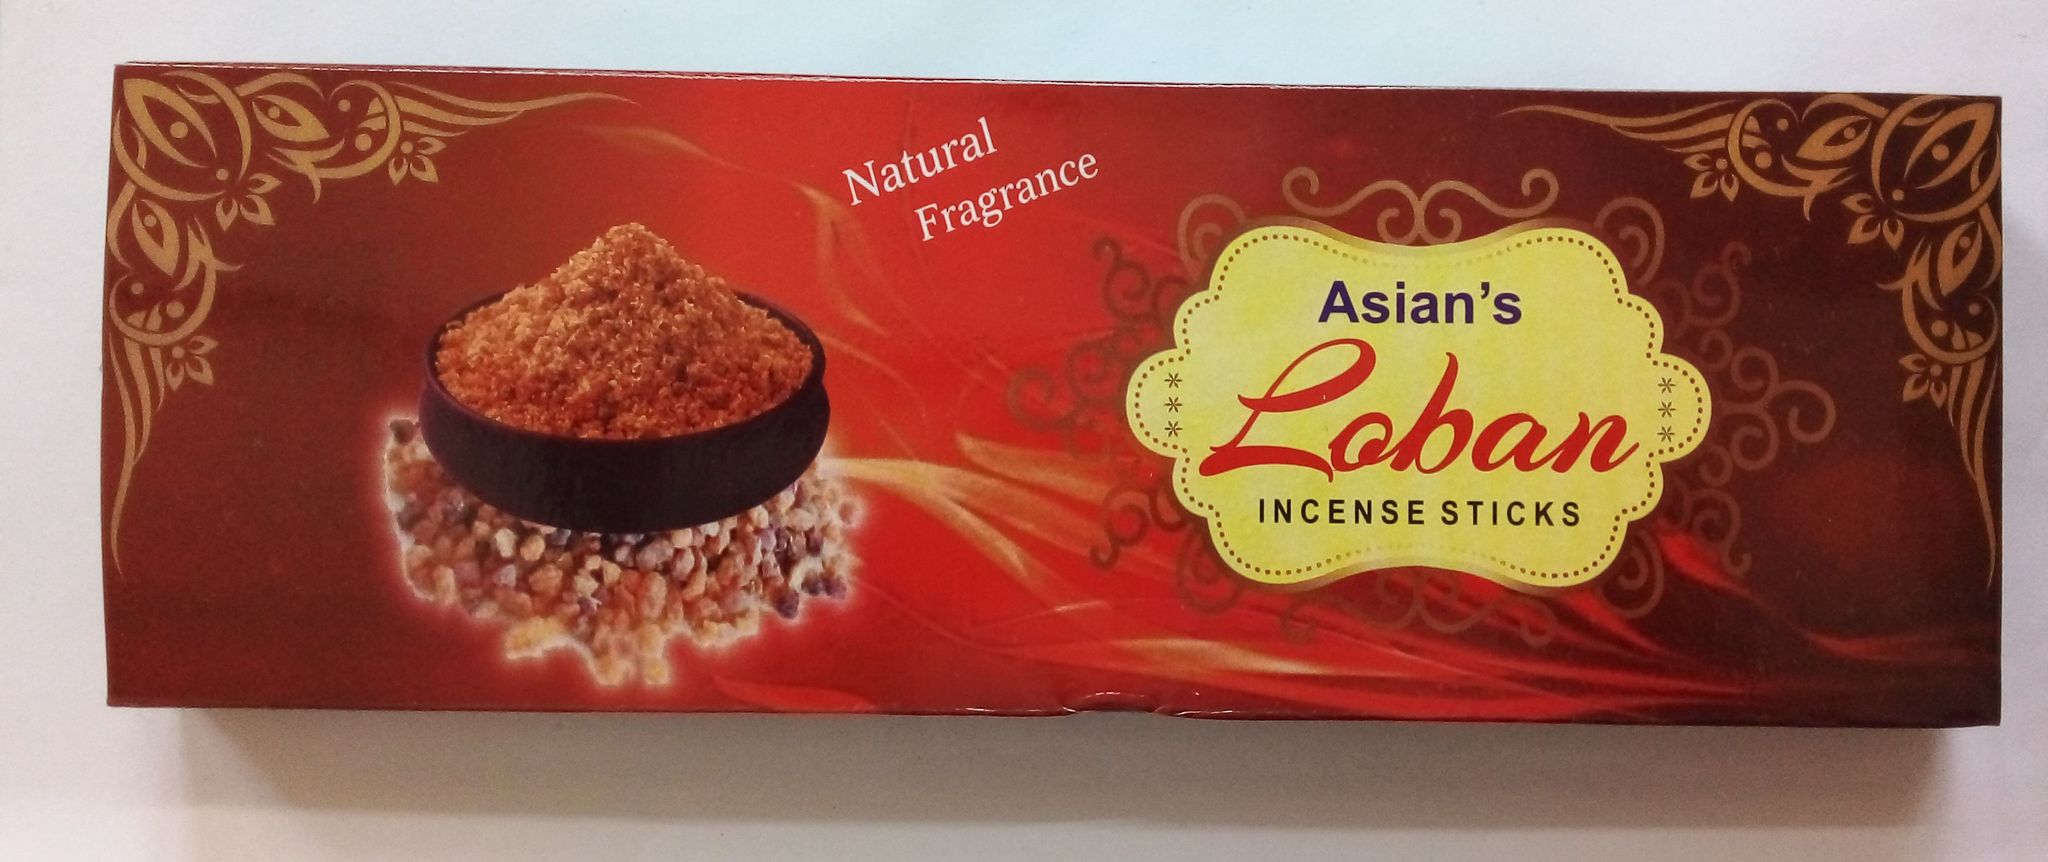 Natural
Fragrance
Asian's
Loban
INCENSE STICKS